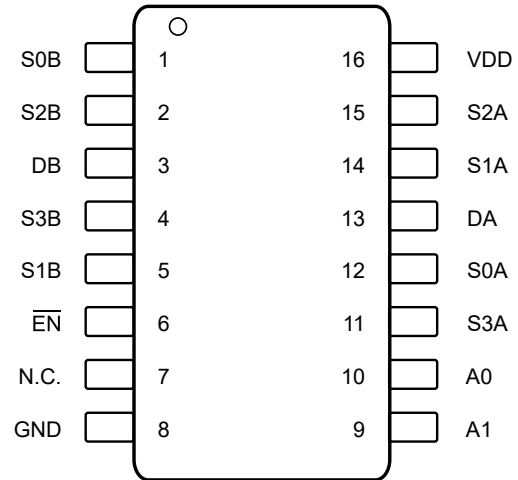 S0B 1 16 VDD
S2B 2 15 S2A
DB 3 14 S1A
S3B 4 13 DA
S1B 5 12 S0A
EN 6 11 S3A
N.C. 7 10 A0
GND 8 9 A1